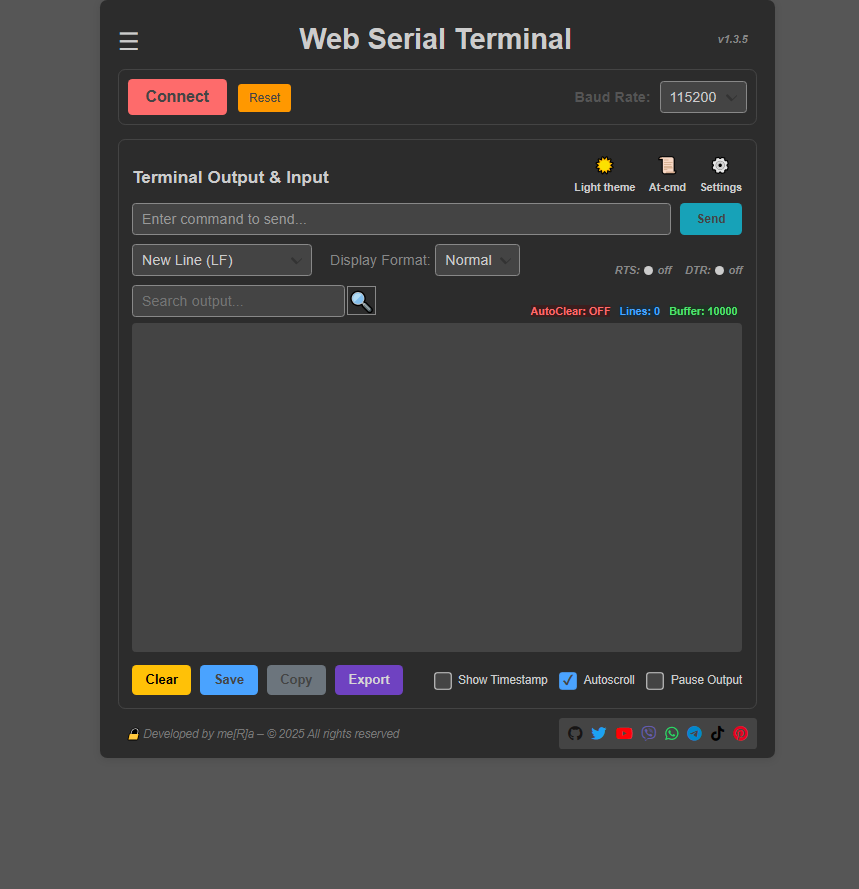 Web Serial Terminal
v1.3.5
Connect
Reset
Baud Rate:
115200
Terminal Output & Input
Light theme
At-cmd
Settings
Enter command to send...
Send
New Line (LF)
Display Format:
Normal
RTS: off
DTR: off
Search output...
AutoClear: OFF
Lines: 0
Buffer: 10000
Clear
Save
Copy
Export
Show Timestamp
Autoscroll
Pause Output
Developed by me[R]a – © 2025 All rights reserved